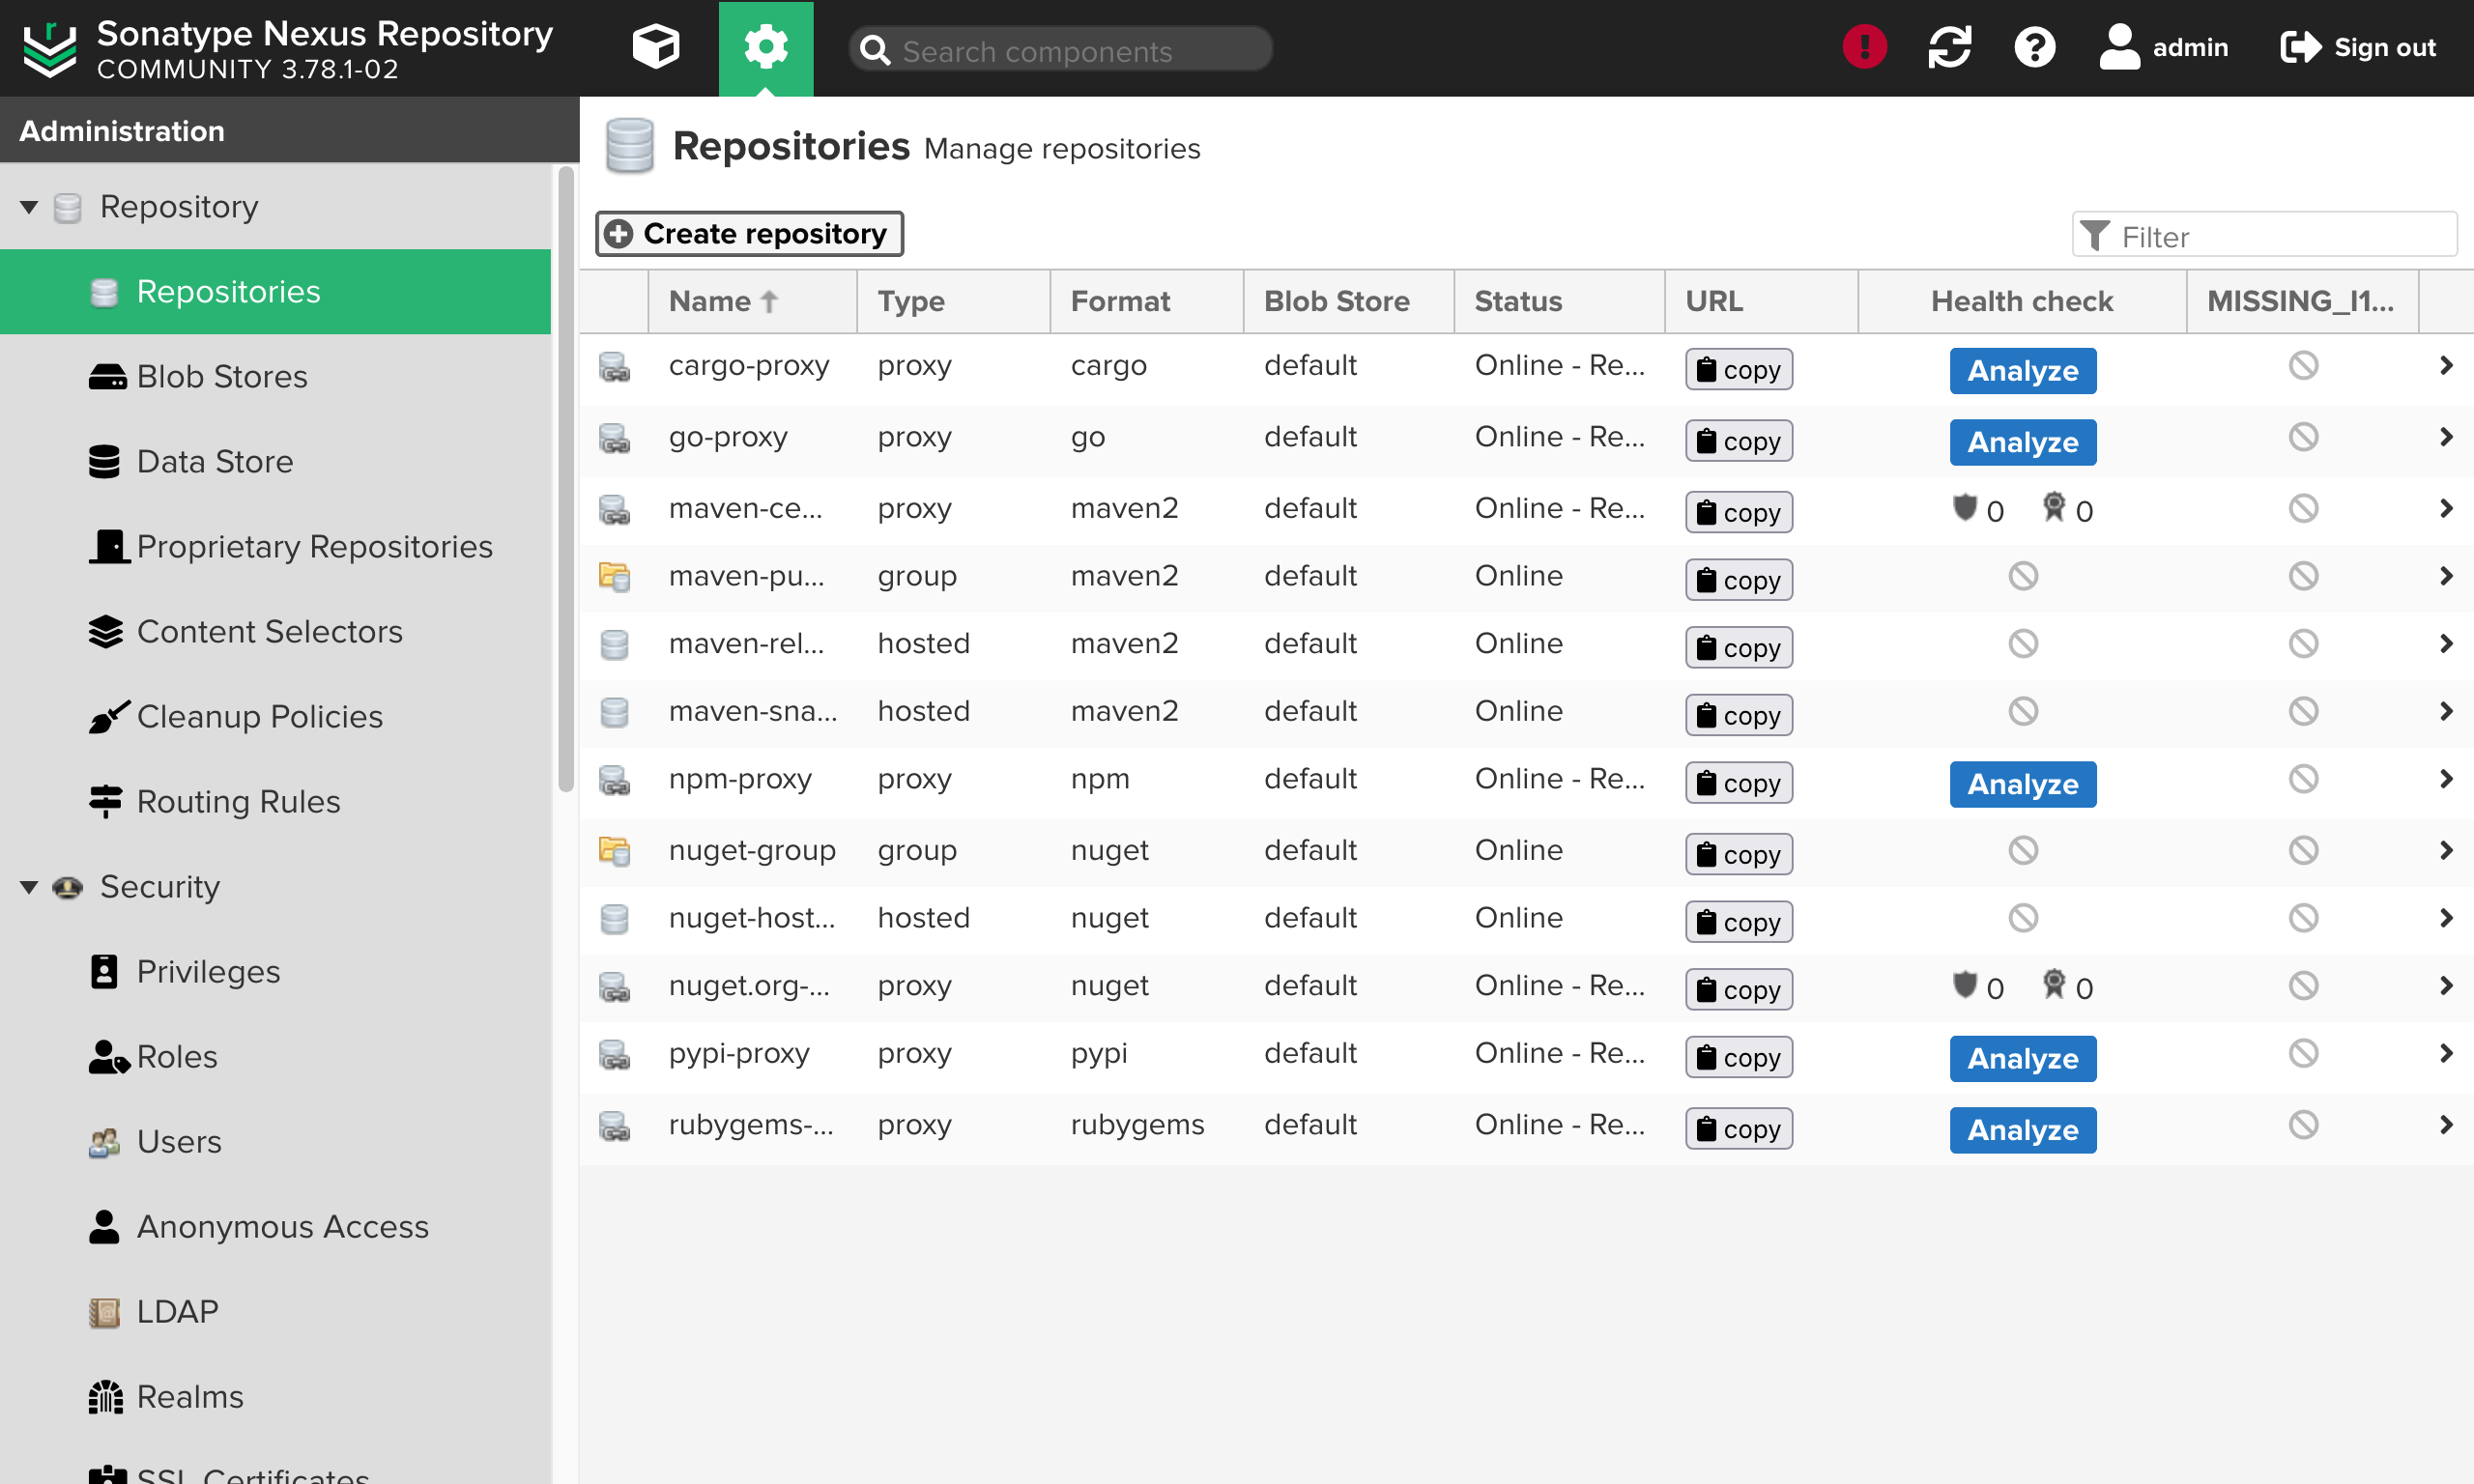 Sonatype Nexus Repository
COMMUNITY 3.78.1-02
Search components
admin
Sign out
Administration
Repository
Repositories
Blob Stores
Data Store
Proprietary Repositories
Content Selectors
Cleanup Policies
Routing Rules
Security
Privileges
Roles
Users
Anonymous Access
LDAP
Realms
SSL Certificates
Repositories Manage repositories
Create repository
Filter
Name Type Format Blob Store Status URL Health check MISSING_I1...
cargo-proxy proxy cargo default Online - Re... copy Analyze
go-proxy proxy go default Online - Re... copy Analyze
maven-ce... proxy maven2 default Online - Re... copy 0 0
maven-pu... group maven2 default Online copy
maven-rel... hosted maven2 default Online copy
maven-sna... hosted maven2 default Online copy
npm-proxy proxy npm default Online - Re... copy Analyze
nuget-group group nuget default Online copy
nuget-host... hosted nuget default Online copy
nuget.org-... proxy nuget default Online - Re... copy 0 0
pypi-proxy proxy pypi default Online - Re... copy Analyze
rubygems-... proxy rubygems default Online - Re... copy Analyze